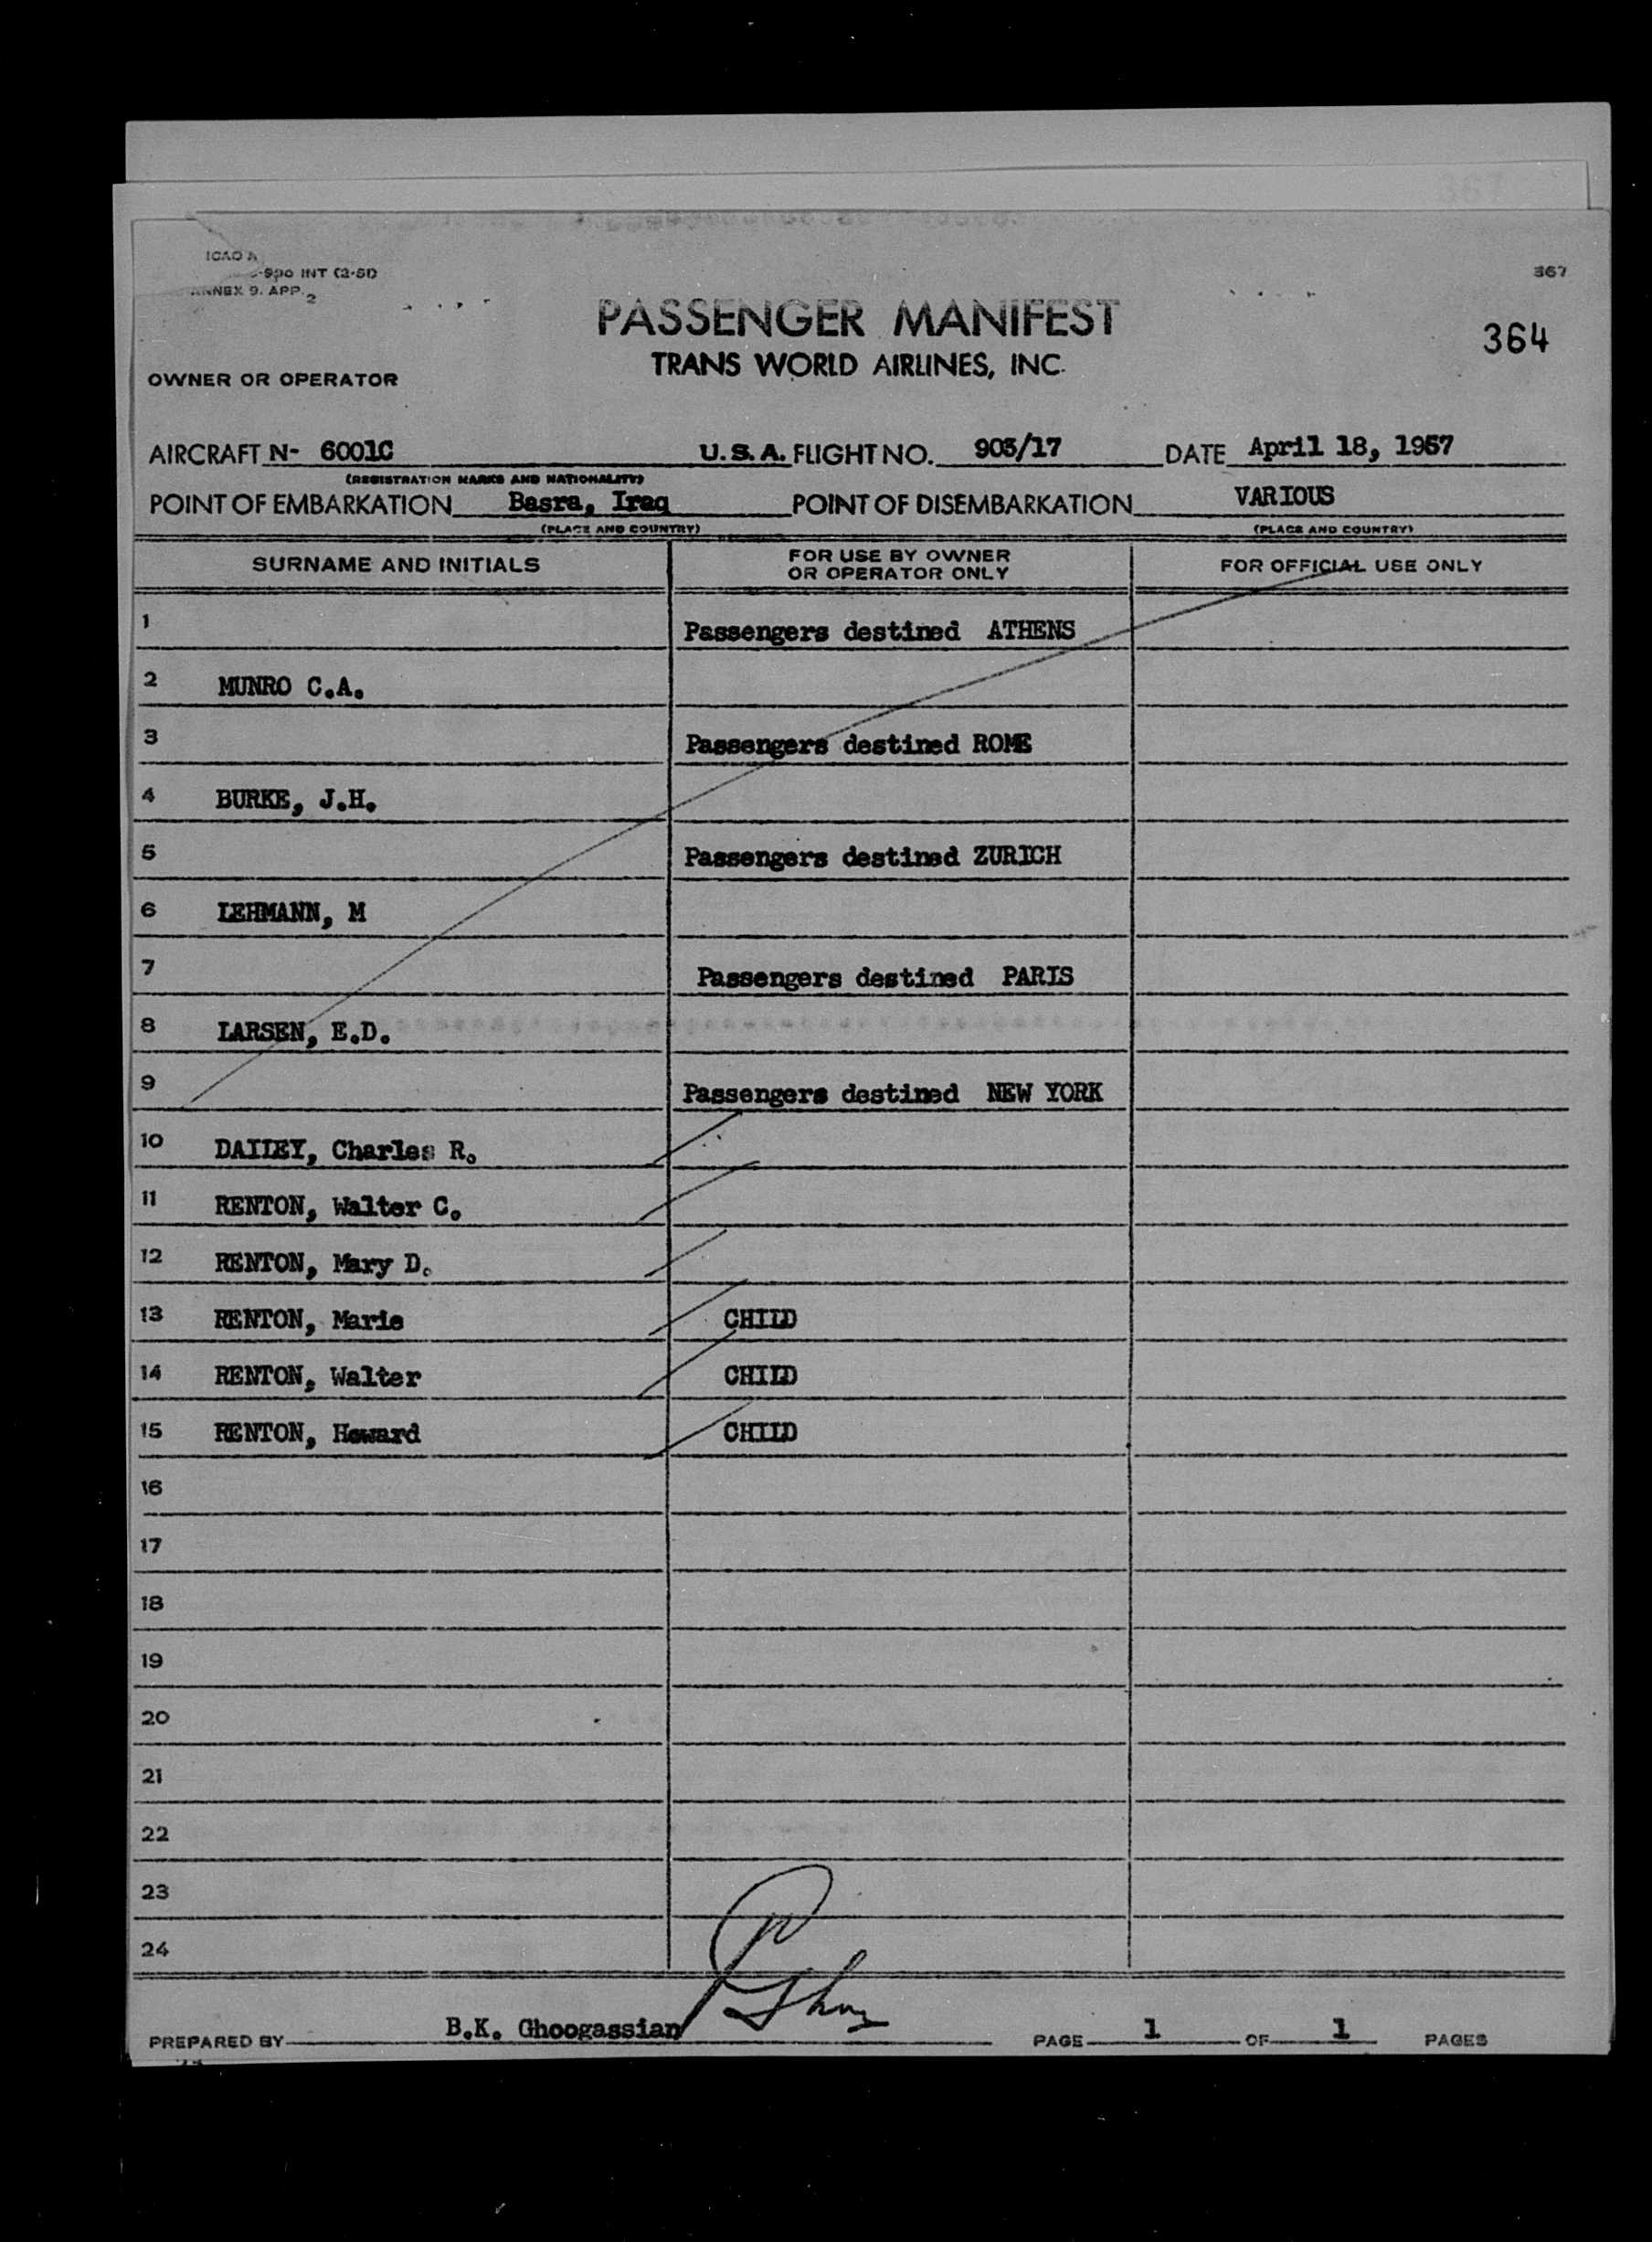 367
ICAO
-900 INT (2-51)
ANNEX 9. APP. 2
367
PASSENGER MANIFEST
364
TRANS WORLD AIRLINES, INC.
OWNER OR OPERATOR
AIRCRAFT N- 6001C U.S.A. FLIGHT NO. 903/17 DATE April 18, 1957
(REGISTRATION MARKS AND NATIONALITY)
POINT OF EMBARKATION Basra, Iraq POINT OF DISEMBARKATION VARIOUS
(PLACE AND COUNTRY) (PLACE AND COUNTRY)
SURNAME AND INITIALS FOR USE BY OWNER OR OPERATOR ONLY FOR OFFICIAL USE ONLY
1 Passengers destined ATHENS
2 MUNRO C.A.
3 Passengers destined ROME
4 BURKE, J.H.
5 Passengers destined ZURICH
6 LEHMANN, M
7 Passengers destined PARIS
8 LARSEN, E.D.
9 Passengers destined NEW YORK
10 DAILEY, Charles R.
11 RENTON, Walter C.
12 RENTON, Mary D.
13 RENTON, Marie CHILD
14 RENTON, Walter CHILD
15 RENTON, Howard CHILD
16
17
18
19
20
21
22
23
24
PREPARED BY B.K. Ghoogassian PAGE 1 OF 1 PAGES